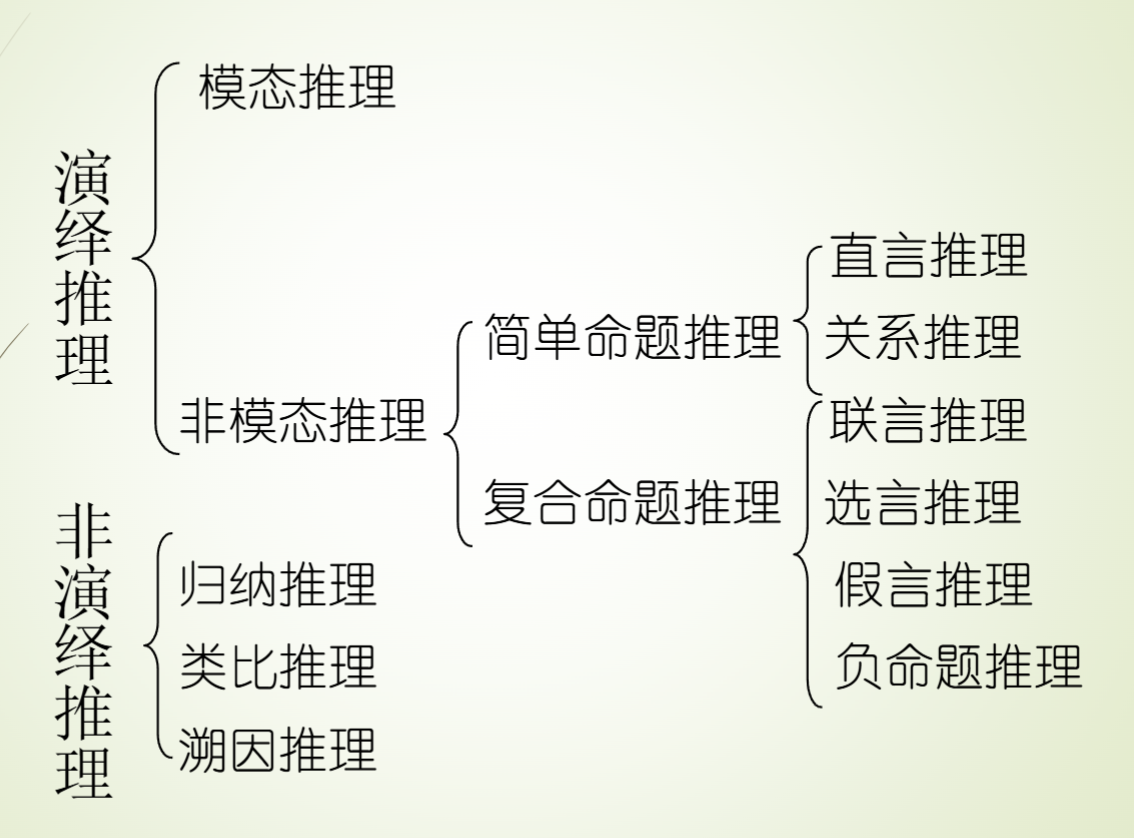 演绎推理
模态推理
非模态推理
简单命题推理
直言推理
关系推理
复合命题推理
联言推理
选言推理
假言推理
负命题推理
非演绎推理
归纳推理
类比推理
溯因推理